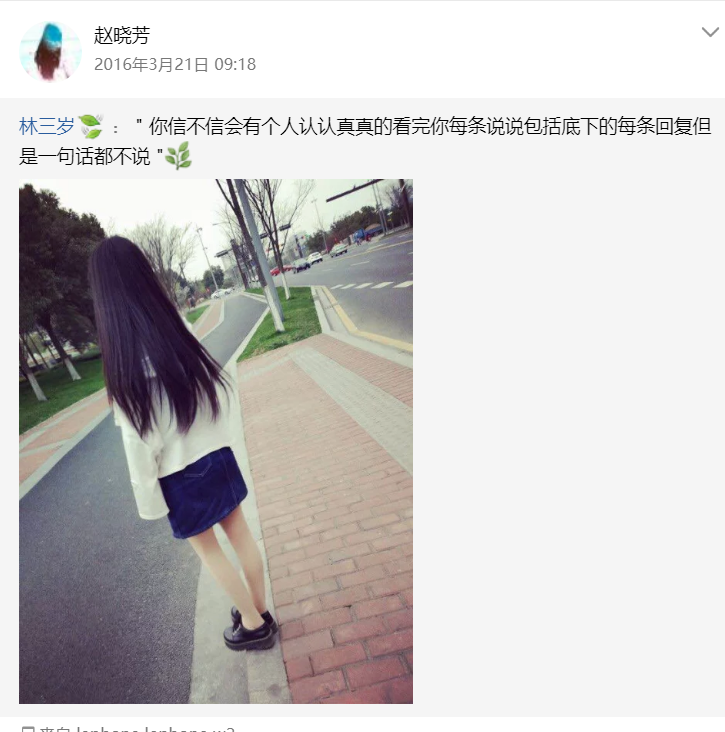 赵晓芳
2016年3月21日 09:18
林三岁 ： " 你信不信会有个人认认真真的看完你每条说说包括底下的每条回复但
是一句话都不说 "